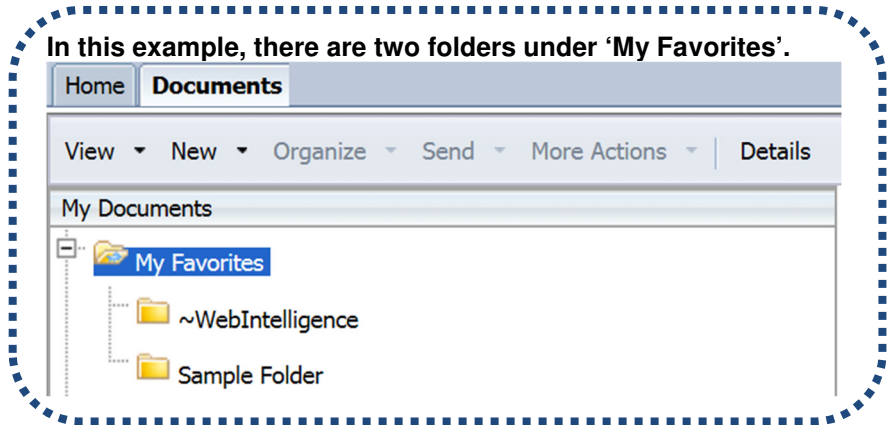 In this example, there are two folders under ‘My Favorites’.
Home Documents
View New Organize Send More Actions Details
My Documents
My Favorites
~WebIntelligence
Sample Folder